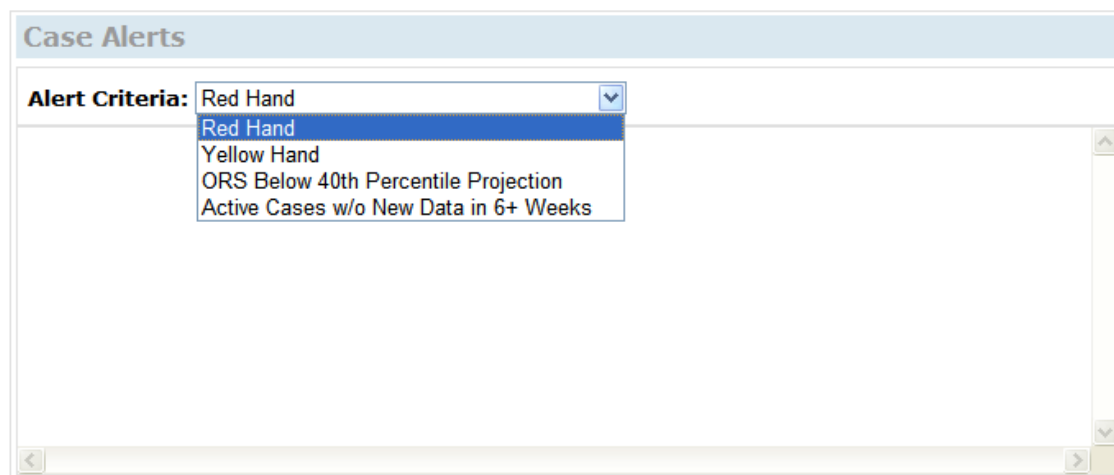 Case Alerts
Alert Criteria: Red Hand
Red Hand
Yellow Hand
ORS Below 40th Percentile Projection
Active Cases w/o New Data in 6+ Weeks